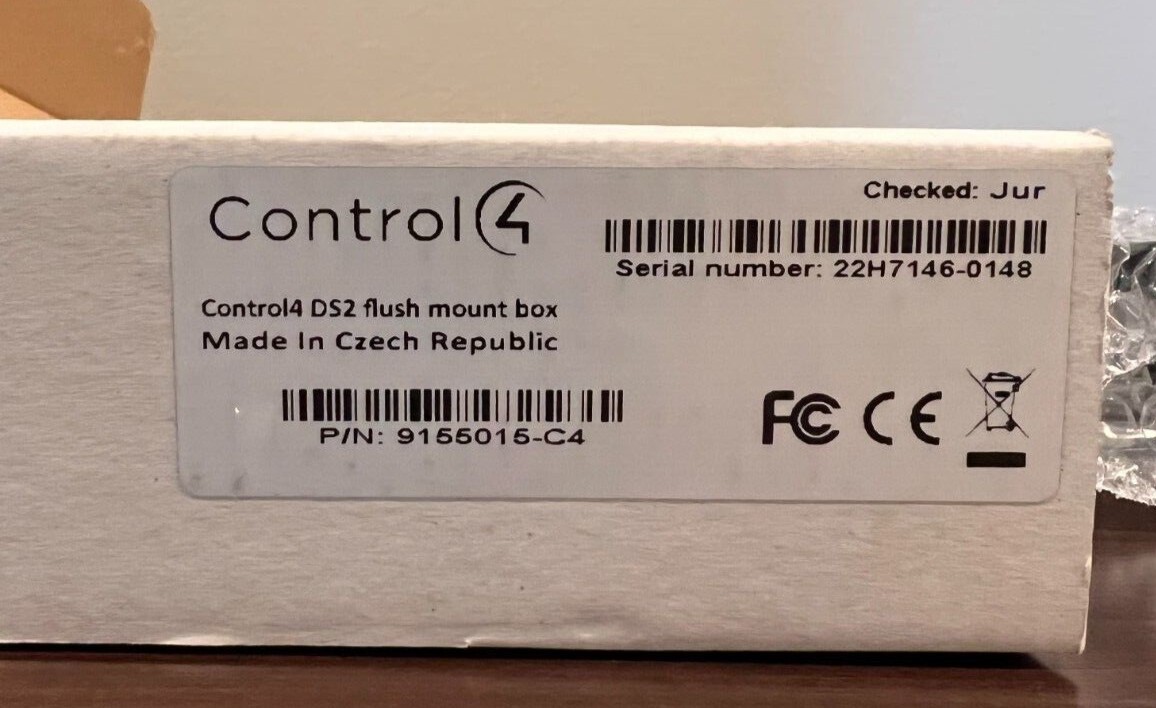 Control4
Checked: Jur
Serial number: 22H7146-0148
Control4 DS2 flush mount box
Made In Czech Republic
P/N: 9155015-C4
FC CE